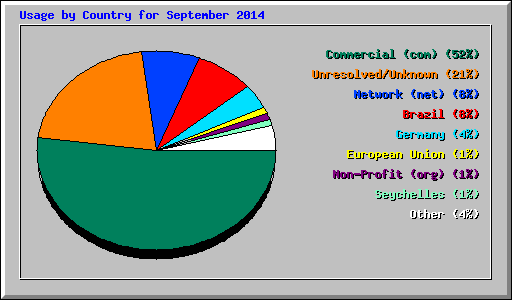 Usage by Country for September 2014
Commercial (com) (52%)
Unresolved/Unknown (21%)
Network (net) (8%)
Brazil (8%)
Germany (4%)
European Union (1%)
Non-Profit (org) (1%)
Seychelles (1%)
Other (4%)